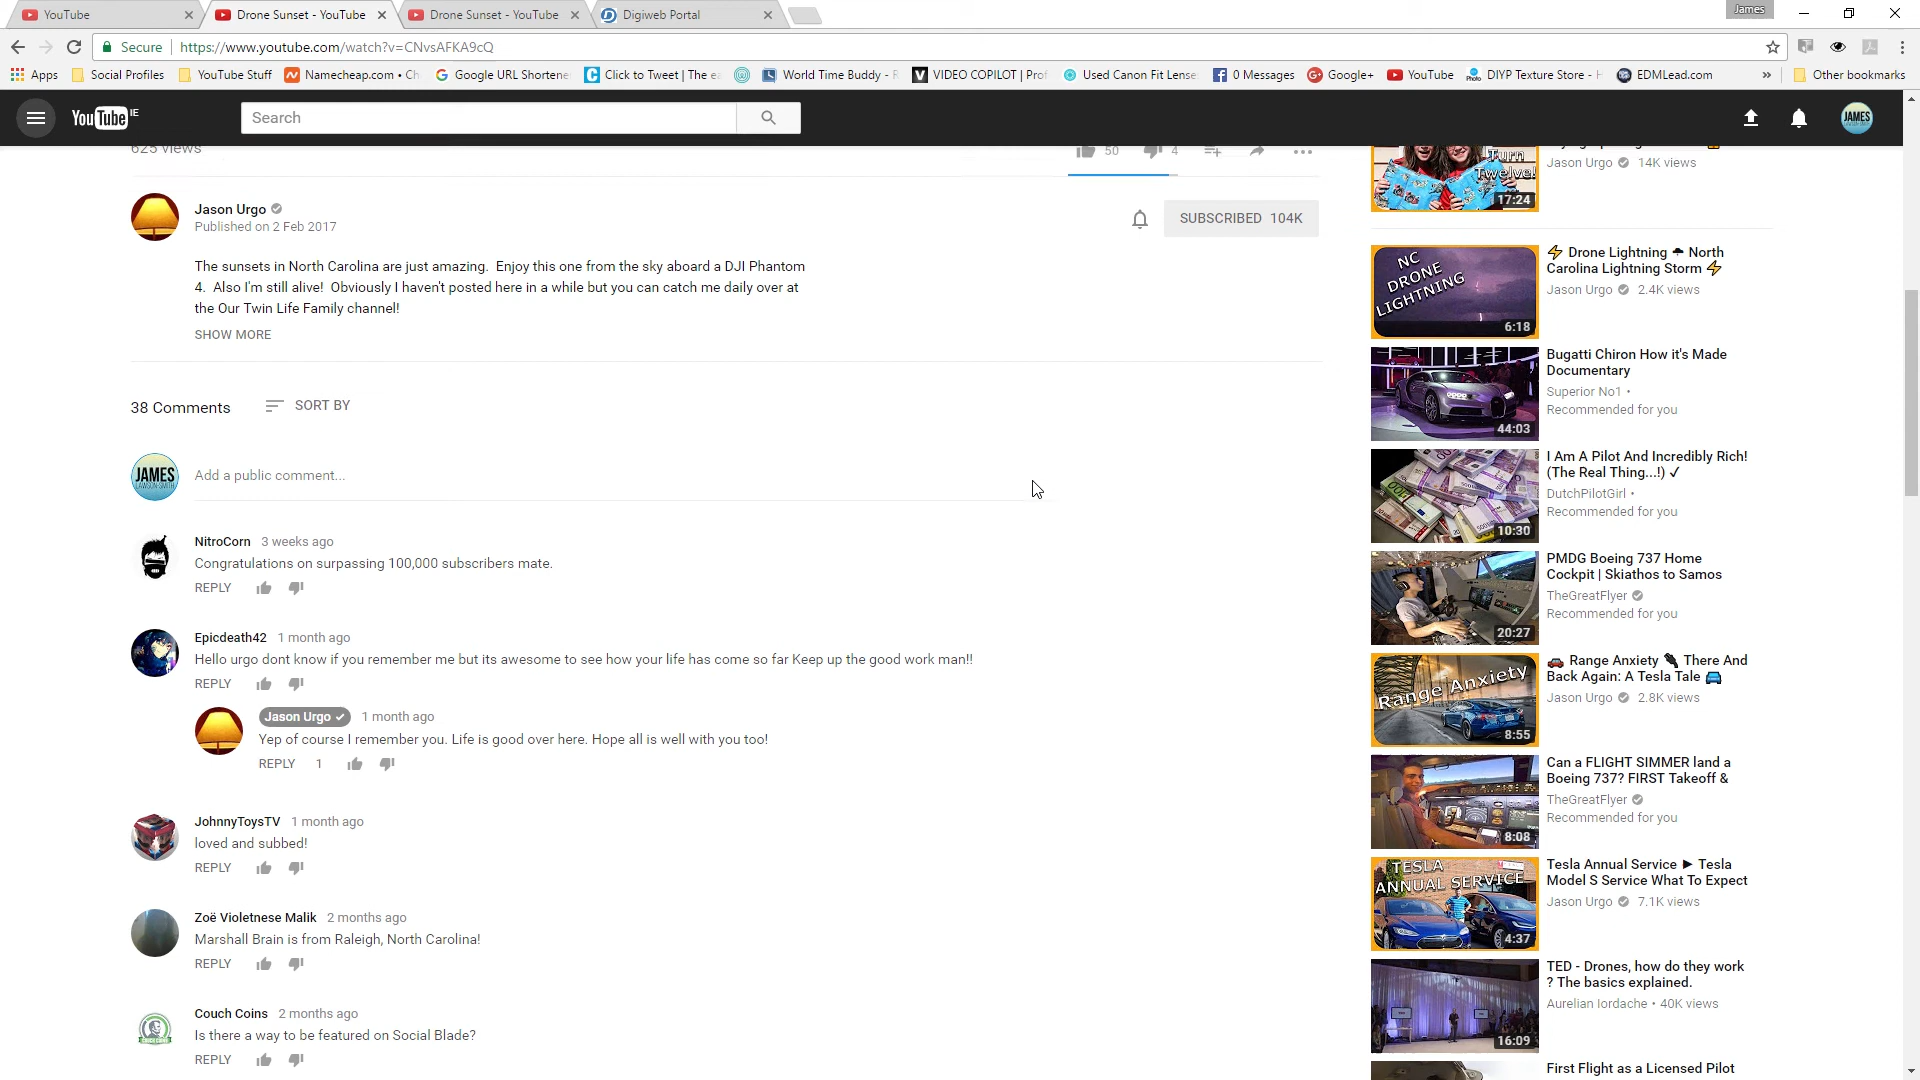 YouTube
Drone Sunset - YouTube
Drone Sunset - YouTube
Digiweb Portal
James
Secure
https://www.youtube.com/watch?v=CNvsAFKA9cQ
Apps
Social Profiles
YouTube Stuff
Namecheap.com • Ch
Google URL Shortene
Click to Tweet | The ea
World Time Buddy - F
VIDEO COPILOT | Prof
Used Canon Fit Lense
0 Messages
Google+
YouTube
DIYP Texture Store - H
EDMLead.com
»
Other bookmarks
YouTube IE
Search
JAMES
625 views
50
4
Jason Urgo
Published on 2 Feb 2017
SUBSCRIBED 104K
The sunsets in North Carolina are just amazing. Enjoy this one from the sky aboard a DJI Phantom
4. Also I'm still alive! Obviously I haven't posted here in a while but you can catch me daily over at
the Our Twin Life Family channel!
SHOW MORE
38 Comments
SORT BY
JAMES
LAWSON-SMITH
Add a public comment...
NitroCorn 3 weeks ago
Congratulations on surpassing 100,000 subscribers mate.
REPLY
Epicdeath42 1 month ago
Hello urgo dont know if you remember me but its awesome to see how your life has come so far Keep up the good work man!!
REPLY
Jason Urgo 1 month ago
Yep of course I remember you. Life is good over here. Hope all is well with you too!
REPLY 1
JohnnyToysTV 1 month ago
loved and subbed!
REPLY
Zoë Violetnese Malik 2 months ago
Marshall Brain is from Raleigh, North Carolina!
REPLY
Couch Coins 2 months ago
Is there a way to be featured on Social Blade?
REPLY
Turn
Twelve!
17:24
Jason Urgo 14K views
NC
DRONE
LIGHTNING
6:18
⚡ Drone Lightning 🌩 North
Carolina Lightning Storm ⚡
Jason Urgo 2.4K views
44:03
Bugatti Chiron How it's Made
Documentary
Superior No1 •
Recommended for you
10:30
I Am A Pilot And Incredibly Rich!
(The Real Thing...!) ✓
DutchPilotGirl •
Recommended for you
20:27
PMDG Boeing 737 Home
Cockpit | Skiathos to Samos
TheGreatFlyer
Recommended for you
Range Anxiety
8:55
🚗 Range Anxiety 🔌 There And
Back Again: A Tesla Tale 🚘
Jason Urgo 2.8K views
8:08
Can a FLIGHT SIMMER land a
Boeing 737? FIRST Takeoff &
TheGreatFlyer
Recommended for you
TESLA
ANNUAL SERVICE
4:37
Tesla Annual Service ► Tesla
Model S Service What To Expect
Jason Urgo 7.1K views
16:09
TED - Drones, how do they work
? The basics explained.
Aurelian Iordache • 40K views
First Flight as a Licensed Pilot